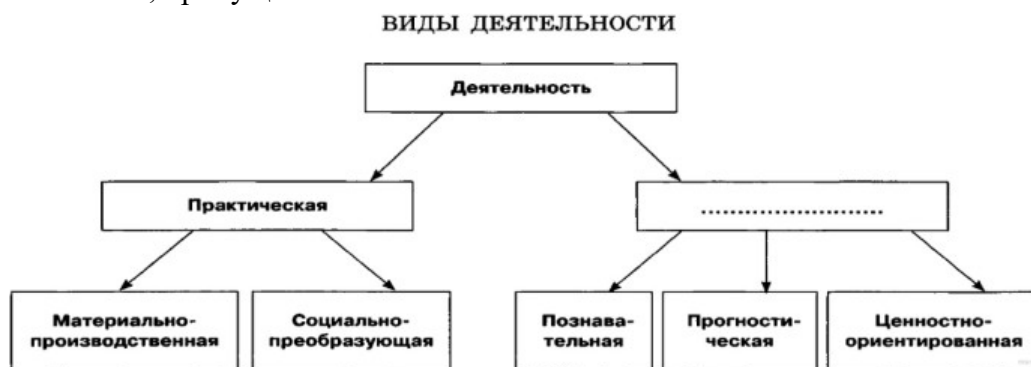 ВИДЫ ДЕЯТЕЛЬНОСТИ
Деятельность
Практическая
........................
Материально-
производственная
Социально-
преобразующая
Познава-
тельная
Прогности-
ческая
Ценностно-
ориентированная